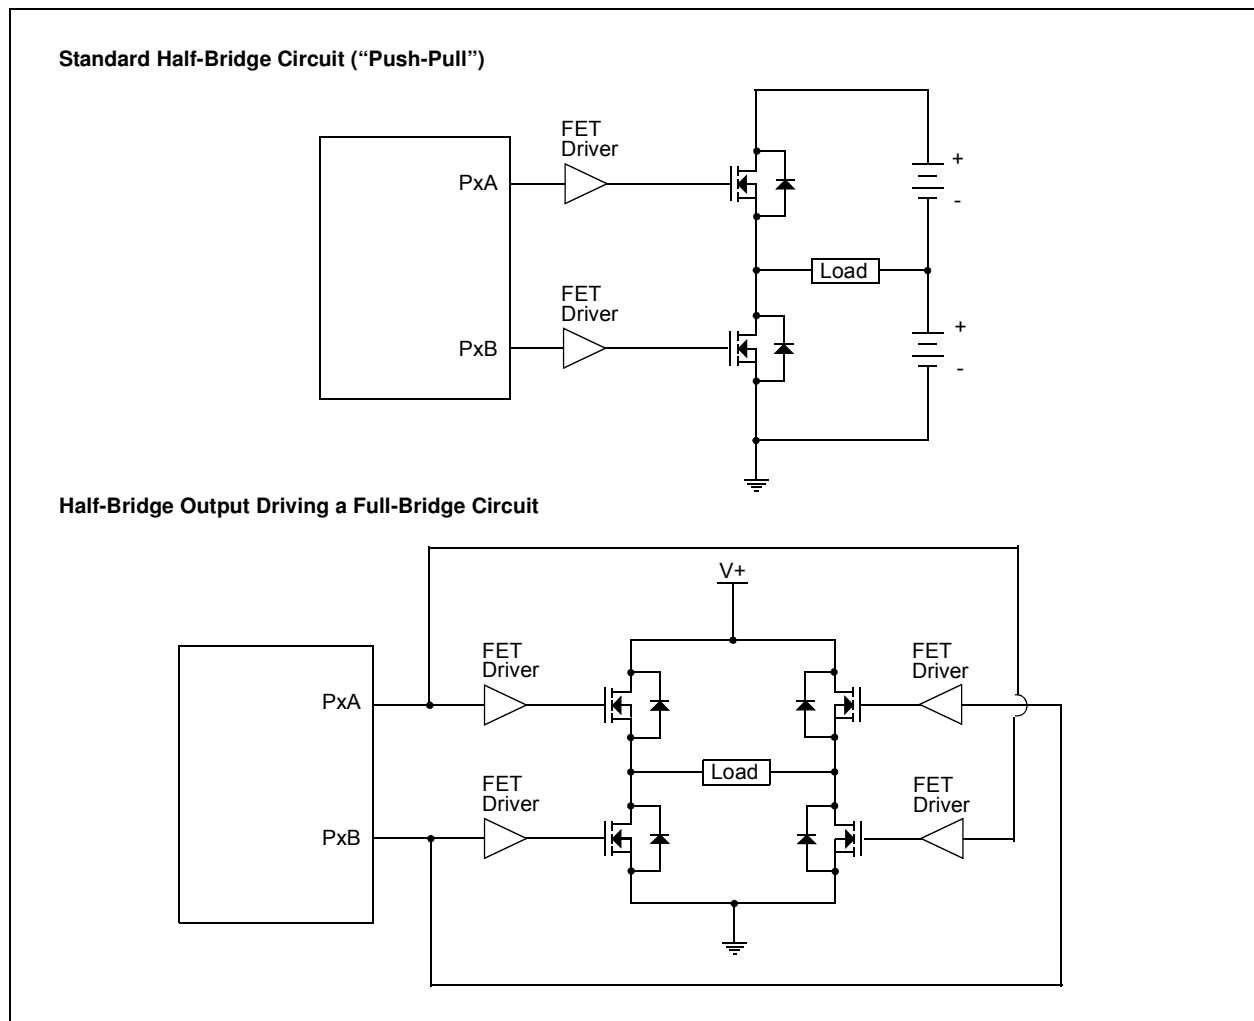 Standard Half-Bridge Circuit (“Push-Pull”)
FET
Driver
PxA
+
-
Load
FET
Driver
PxB
+
-
Half-Bridge Output Driving a Full-Bridge Circuit
V+
FET
Driver
FET
Driver
PxA
Load
FET
Driver
FET
Driver
PxB